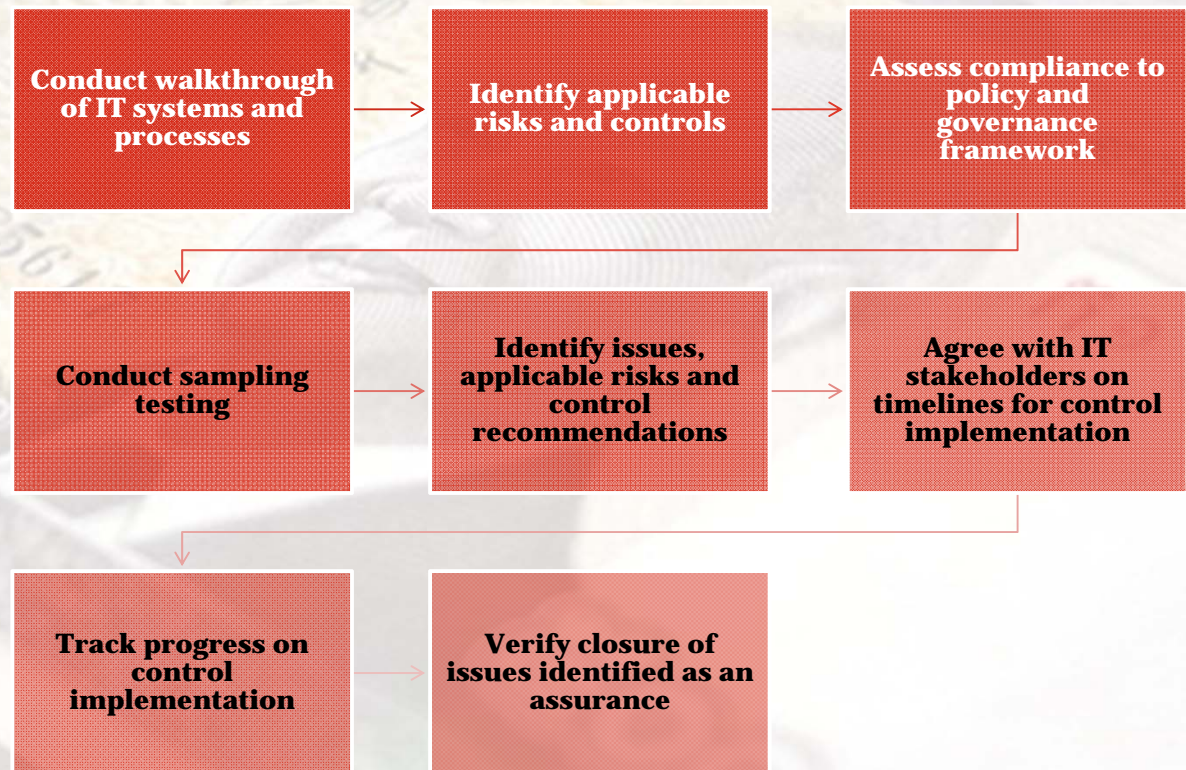 Conduct walkthrough
of IT systems and
processes
Identify applicable
risks and controls
Assess compliance to
policy and
governance
framework
Conduct sampling
testing
Identify issues,
applicable risks and
control
recommendations
Agree with IT
stakeholders on
timelines for control
implementation
Track progress on
control
implementation
Verify closure of
issues identified as an
assurance